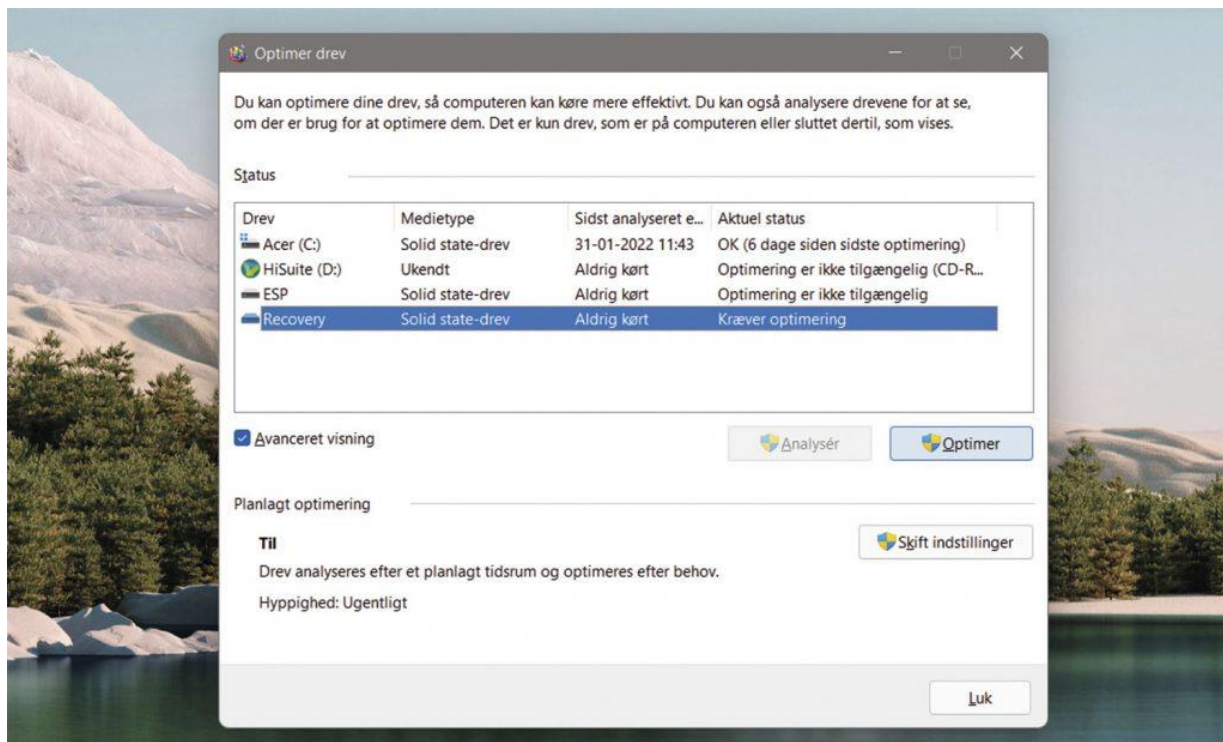 Optimer drev
Du kan optimere dine drev, så computeren kan køre mere effektivt. Du kan også analysere drevene for at se,
om der er brug for at optimere dem. Det er kun drev, som er på computeren eller sluttet dertil, som vises.
Status
Drev Medietype Sidst analyseret e... Aktuel status
Acer (C:) Solid state-drev 31-01-2022 11:43 OK (6 dage siden sidste optimering)
HiSuite (D:) Ukendt Aldrig kørt Optimering er ikke tilgængelig (CD-R...
ESP Solid state-drev Aldrig kørt Optimering er ikke tilgængelig
Recovery Solid state-drev Aldrig kørt Kræver optimering
Avanceret visning
Analysér Optimer
Planlagt optimering
Til
Skift indstillinger
Drev analyseres efter et planlagt tidsrum og optimeres efter behov.
Hyppighed: Ugentligt
Luk